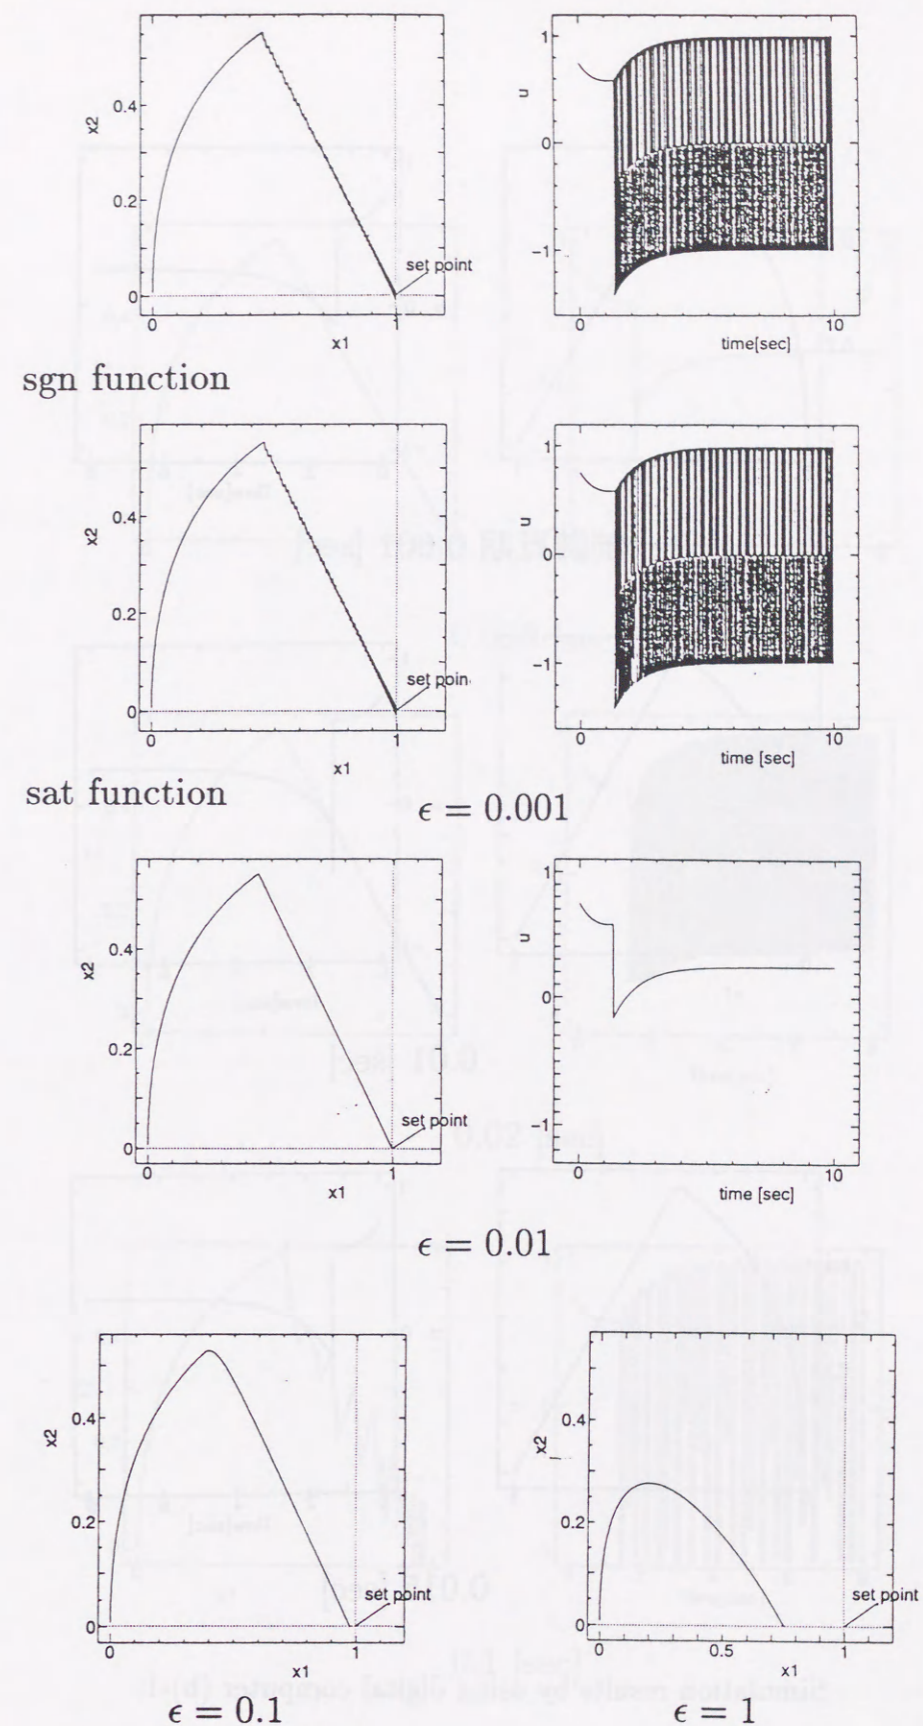 x2
0.4
0.2
0
0
1
x1
set point
u
1
0
−1
0
10
time[sec]
sgn function
x2
0.4
0.2
0
0
1
x1
set poin
u
1
0
−1
0
10
time [sec]
sat function
ϵ = 0.001
x2
0.4
0.2
0
0
1
x1
set point
u
1
0
−1
0
10
time [sec]
ϵ = 0.01
x2
0.4
0.2
0
0
1
x1
set point
x2
0.4
0.2
0
0
0.5
1
x1
set point
ϵ = 0.1
ϵ = 1